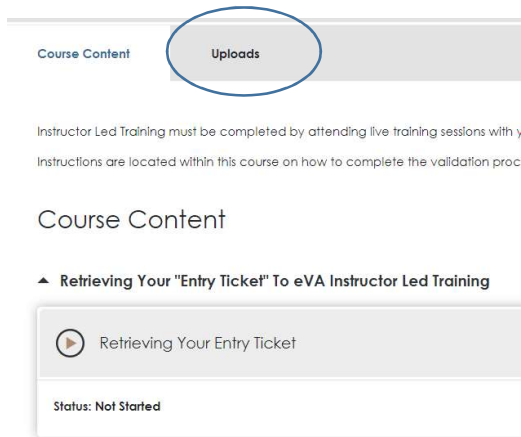 Course Content Uploads
Instructor Led Training must be completed by attending live training sessions with
Instructions are located within this course on how to complete the validation
Course Content
Retrieving Your "Entry Ticket" To eVA Instructor Led Training
Retrieving Your Entry Ticket
Status: Not Started